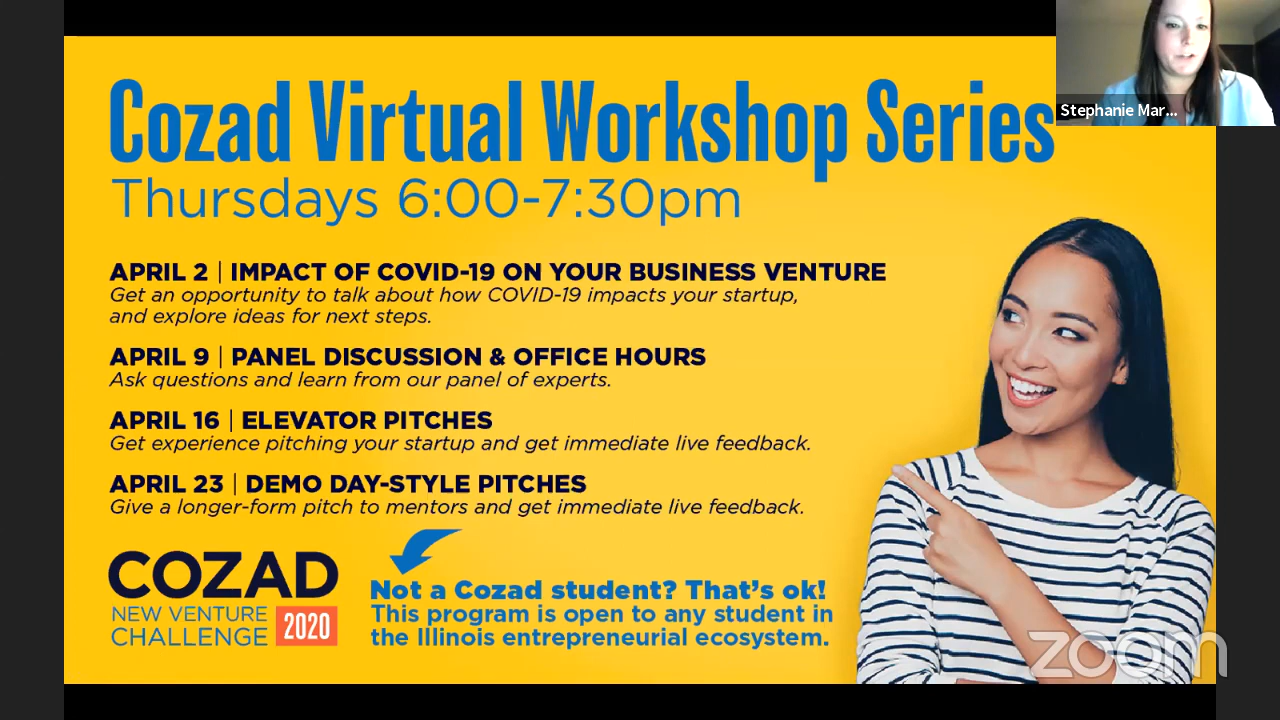 Cozad Virtual Workshop Series
Stephanie Mar...
Thursdays 6:00-7:30pm
APRIL 2 | IMPACT OF COVID-19 ON YOUR BUSINESS VENTURE
Get an opportunity to talk about how COVID-19 impacts your startup,
and explore ideas for next steps.
APRIL 9 | PANEL DISCUSSION & OFFICE HOURS
Ask questions and learn from our panel of experts.
APRIL 16 | ELEVATOR PITCHES
Get experience pitching your startup and get immediate live feedback.
APRIL 23 | DEMO DAY-STYLE PITCHES
Give a longer-form pitch to mentors and get immediate live feedback.
COZAD
NEW VENTURE
CHALLENGE 2020
Not a Cozad student? That's ok!
This program is open to any student in
the Illinois entrepreneurial ecosystem.
zoom